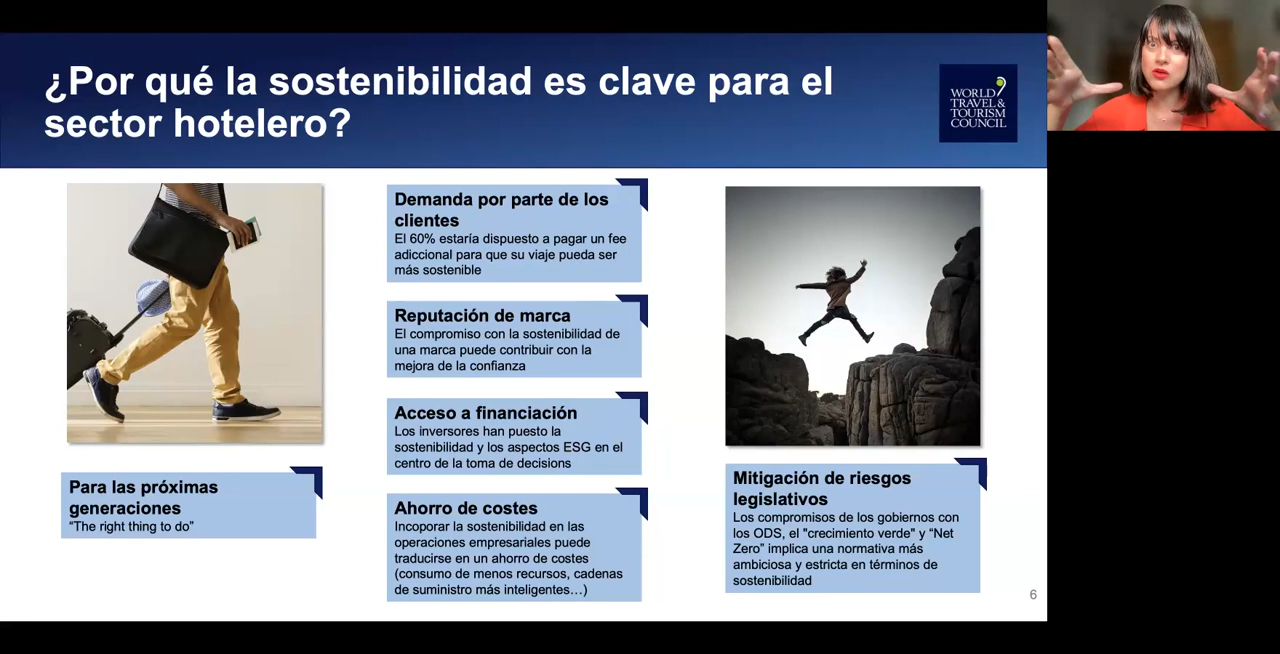 ¿Por qué la sostenibilidad es clave para el
sector hotelero?
WORLD
TRAVEL &
TOURISM
COUNCIL
Para las próximas
generaciones
“The right thing to do”
Demanda por parte de los
clientes
El 60% estaría dispuesto a pagar un fee
adiccional para que su viaje pueda ser
más sostenible
Reputación de marca
El compromiso con la sostenibilidad de
una marca puede contribuir con la
mejora de la confianza
Acceso a financiación
Los inversores han puesto la
sostenibilidad y los aspectos ESG en el
centro de la toma de decisions
Ahorro de costes
Incoporar la sostenibilidad en las
operaciones empresariales puede
traducirse en un ahorro de costes
(consumo de menos recursos, cadenas
de suministro más inteligentes…)
Mitigación de riesgos
legislativos
Los compromisos de los gobiernos con
los ODS, el "crecimiento verde" y “Net
Zero” implica una normativa más
ambiciosa y estricta en términos de
sostenibilidad
6